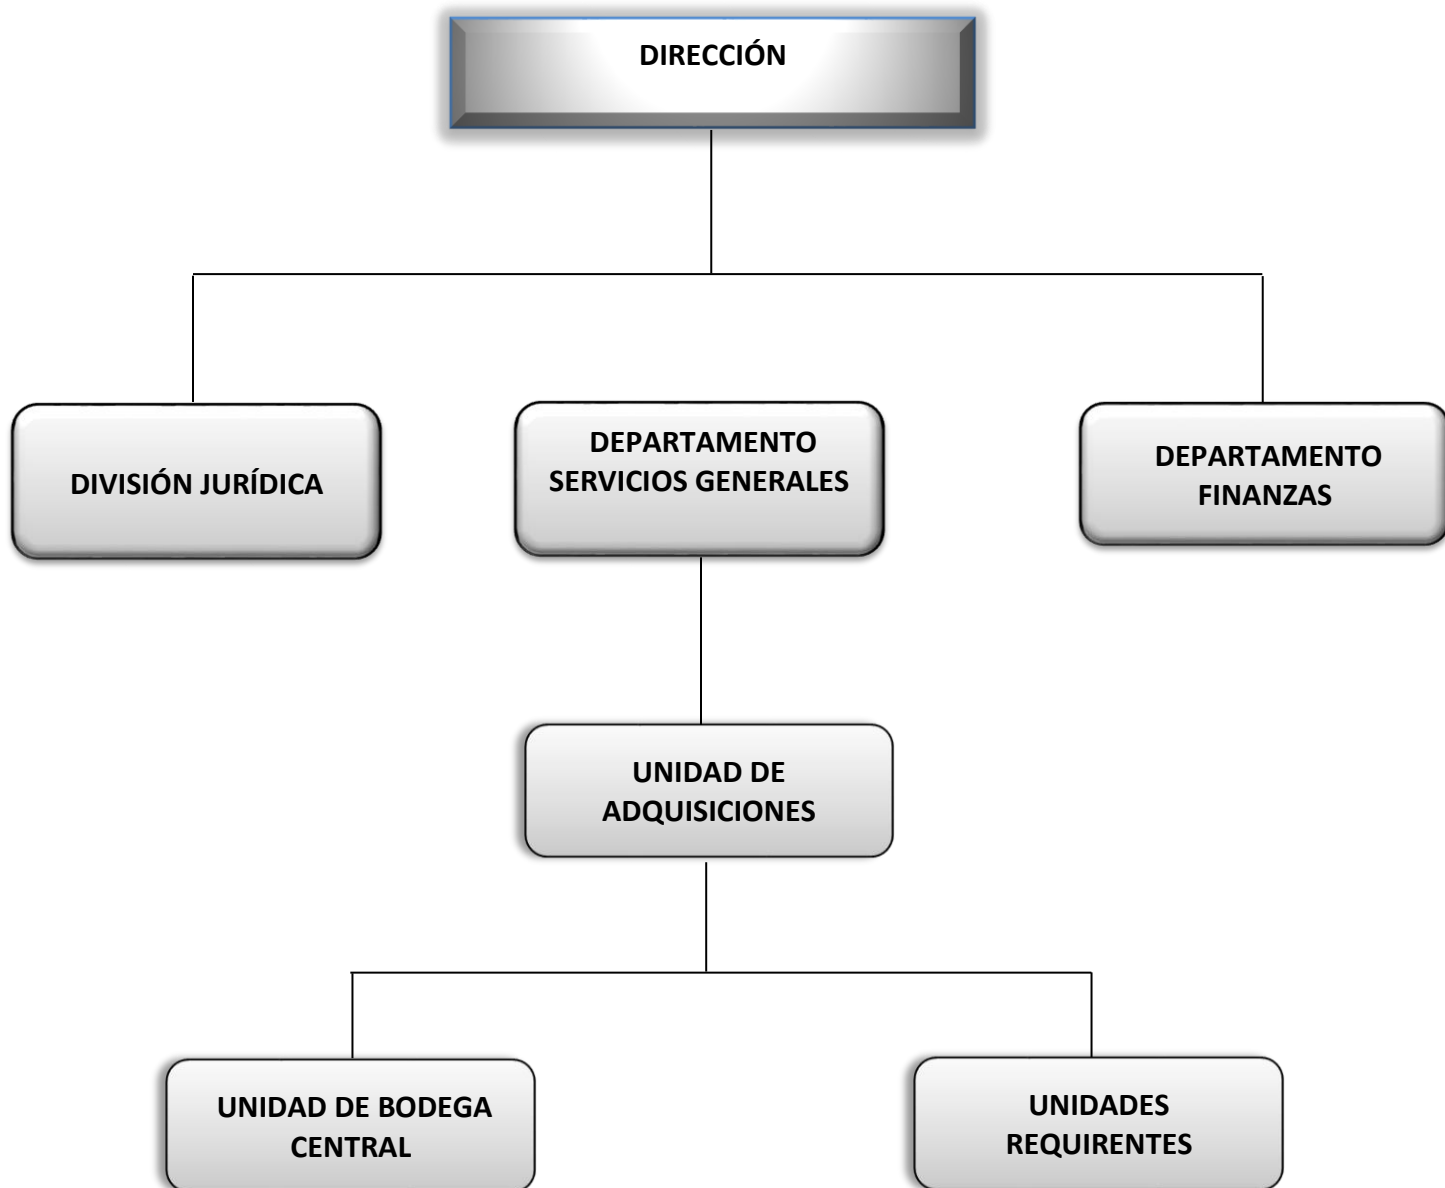 DIRECCIÓN
DIVISIÓN JURÍDICA
DEPARTAMENTO
SERVICIOS GENERALES
DEPARTAMENTO
FINANZAS
UNIDAD DE
ADQUISICIONES
UNIDAD DE BODEGA
CENTRAL
UNIDADES
REQUIRENTES